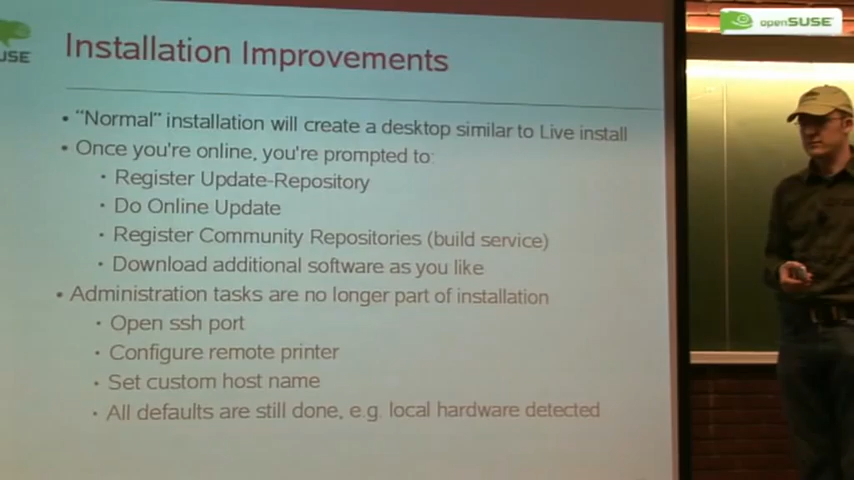 openSUSE
USE
Installation Improvements
• "Normal" installation will create a desktop similar to Live install
• Once you're online, you're prompted to:
• Register Update-Repository
• Do Online Update
• Register Community Repositories (build service)
• Download additional software as you like
• Administration tasks are no longer part of installation
• Open ssh port
• Configure remote printer
• Set custom host name
• All defaults are still done, e.g. local hardware detected